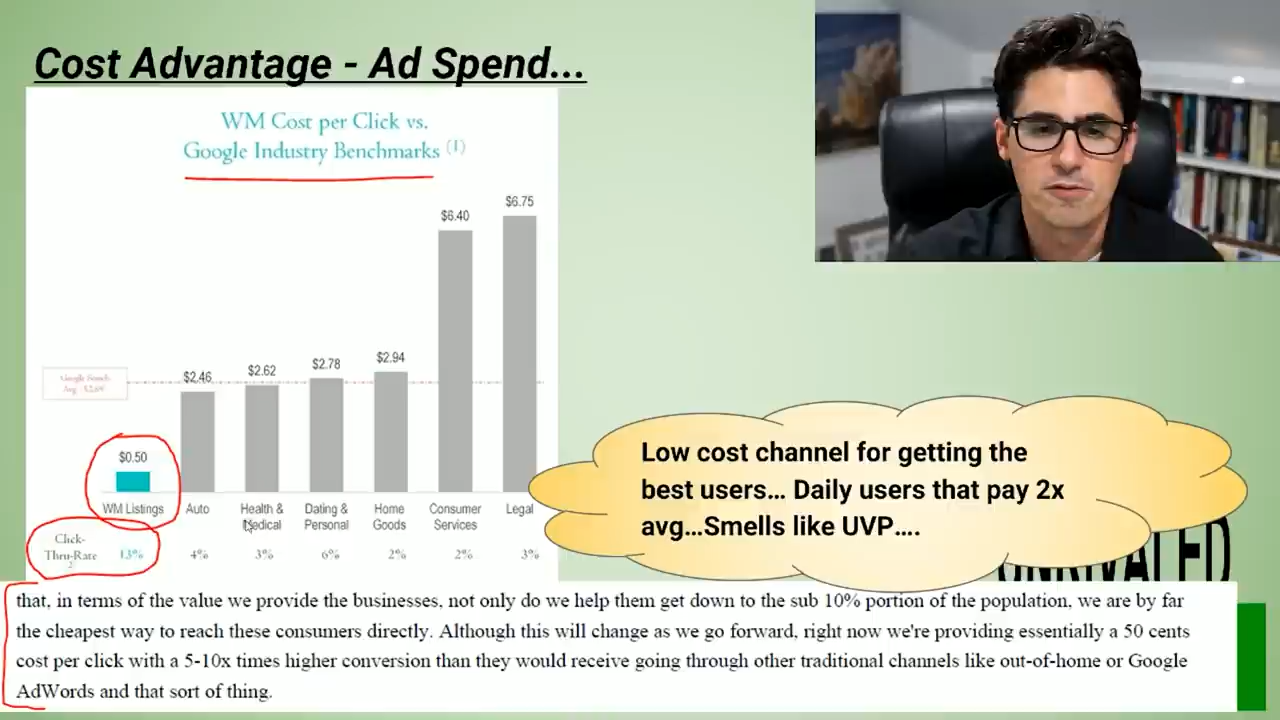 Cost Advantage - Ad Spend...
WM Cost per Click vs.
Google Industry Benchmarks (1)
$6.75
$6.40
$2.94
$2.78
$2.62
$2.46
Google Search
Avg
$0.50
WM Listings
Auto
Health &
Medical
Dating &
Personal
Home
Goods
Consumer
Services
Legal
Click-
Thru-Rate
2
13%
4%
3%
6%
2%
2%
3%
Low cost channel for getting the
best users... Daily users that pay 2x
avg...Smells like UVP....
UNRIVALED
that, in terms of the value we provide the businesses, not only do we help them get down to the sub 10% portion of the population, we are by far
the cheapest way to reach these consumers directly. Although this will change as we go forward, right now we're providing essentially a 50 cents
cost per click with a 5-10x times higher conversion than they would receive going through other traditional channels like out-of-home or Google
AdWords and that sort of thing.